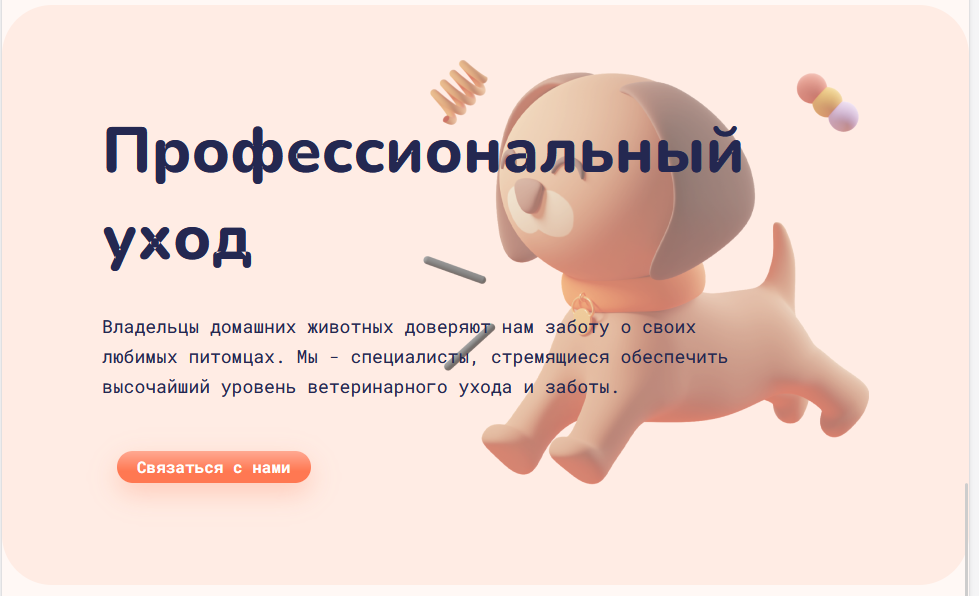 Профессиональный
уход
Владельцы домашних животных доверяют нам заботу о своих
любимых питомцах. Мы - специалисты, стремящиеся обеспечить
высочайший уровень ветеринарного ухода и заботы.
Связаться с нами